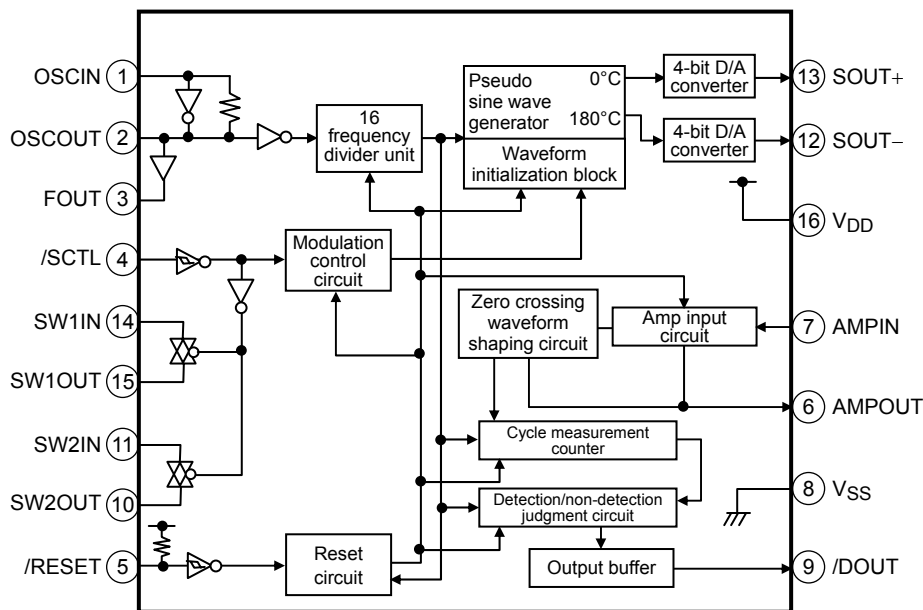 OSCIN 1
OSCOUT 2
FOUT 3
/SCTL 4
SW1IN 14
SW1OUT 15
SW2IN 11
SW2OUT 10
/RESET 5
16
frequency
divider unit
Pseudo
sine wave
generator
0°C
180°C
Waveform
initialization block
4-bit D/A
converter
4-bit D/A
converter
Modulation
control
circuit
Zero crossing
waveform
shaping circuit
Amp input
circuit
Cycle measurement
counter
Detection/non-detection
judgment circuit
Reset
circuit
Output buffer
13 SOUT+
12 SOUT−
16 VDD
7 AMPIN
6 AMPOUT
8 VSS
9 /DOUT